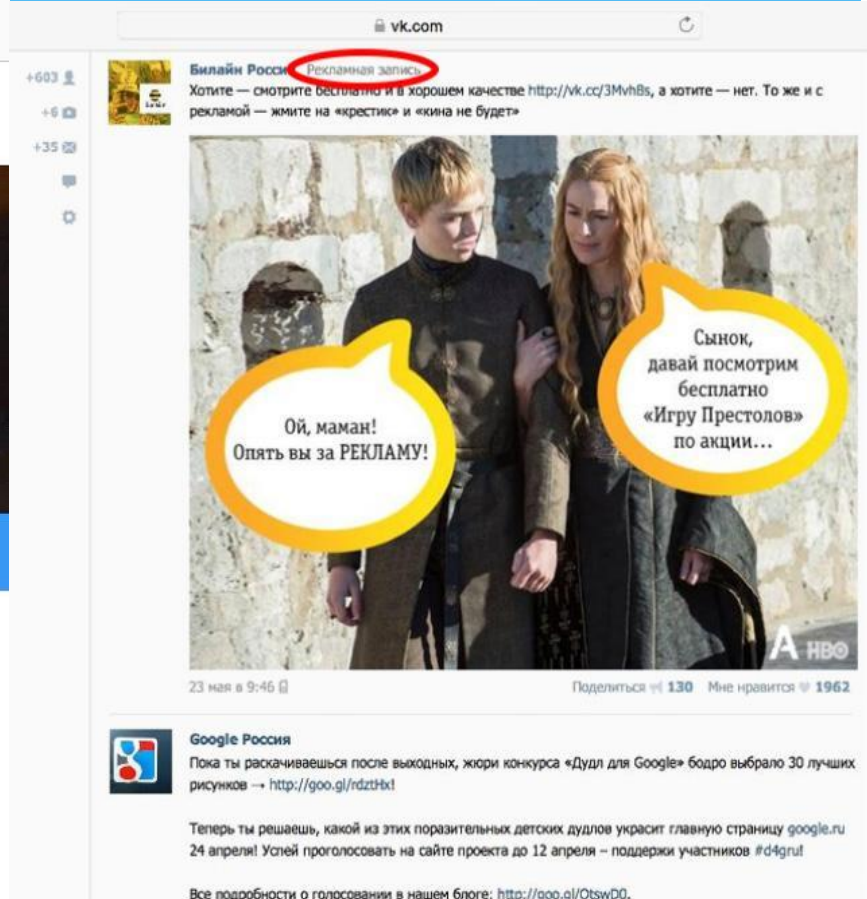 vk.com
+603
Билайн Россия Рекламная запись
Хотите — смотрите бесплатно и в хорошем качестве http://vk.cc/3MvhBs, а хотите — нет. То же и с
+6
рекламой — жмите на «крестик» и «кина не будет»
+35
Сынок,
давай посмотрим
бесплатно
«Игру Престолов»
по акции...
Ой, маман!
Опять вы за РЕКЛАМУ!
A HBO
23 мая в 9:46
Поделиться 130 Мне нравится 1962
Google Россия
Пока ты раскачиваешься после выходных, жюри конкурса «Дудл для Google» бодро выбрало 30 лучших
рисунков → http://goo.gl/rdztHx!
Теперь ты решаешь, какой из этих поразительных детских дудлов украсит главную страницу google.ru
24 апреля! Успей проголосовать на сайте проекта до 12 апреля – поддержи участников #d4gru!
Все подробности о голосовании в нашем блоге: http://goo.gl/OtswD0.